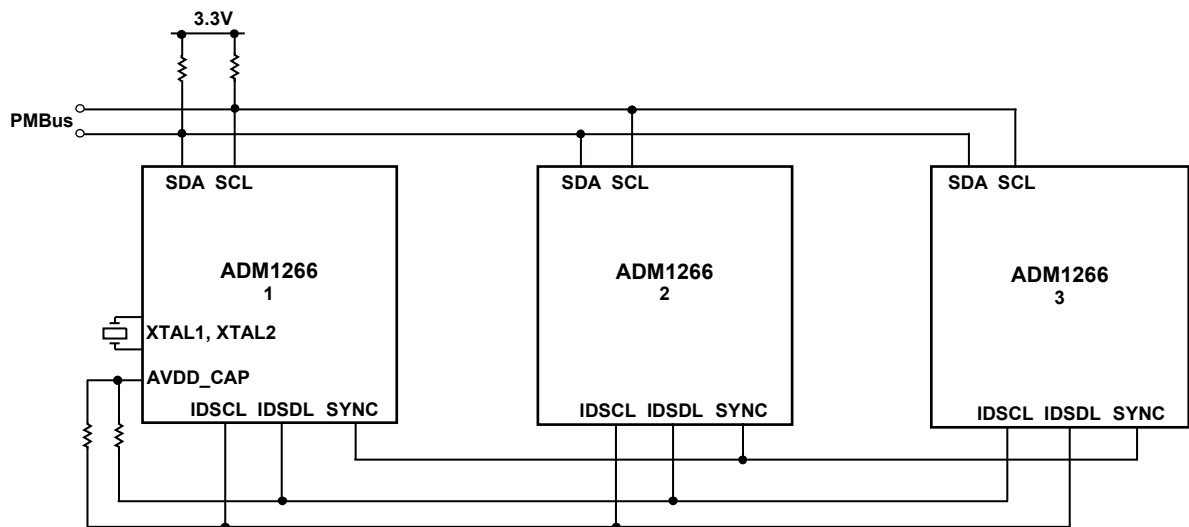 3.3V
PMBus
SDA SCL
SDA SCL
SDA SCL
ADM1266
1
ADM1266
2
ADM1266
3
XTAL1, XTAL2
AVDD_CAP
IDSCL IDSDL SYNC
IDSCL IDSDL SYNC
IDSCL IDSDL SYNC